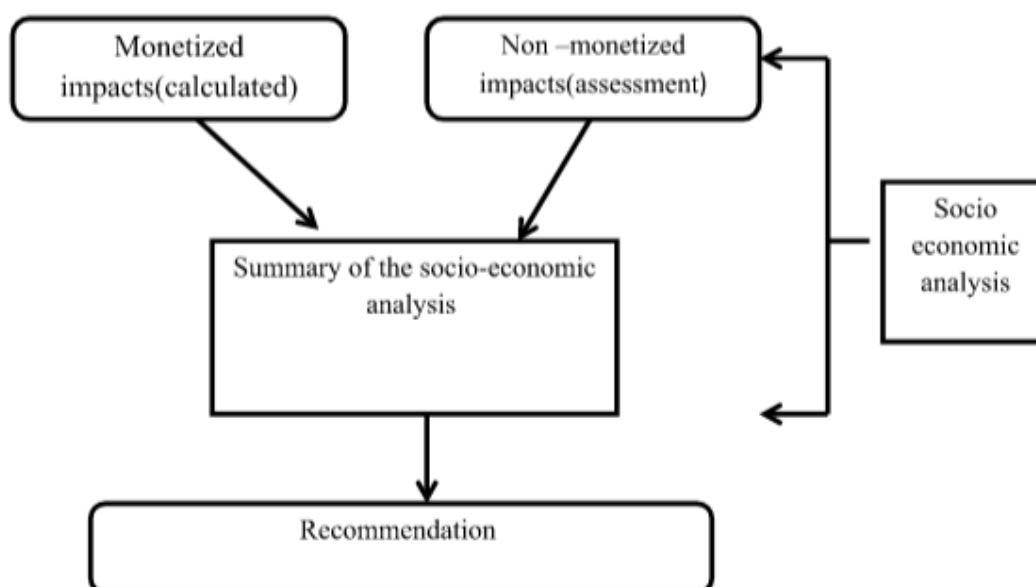 Monetized
impacts(calculated)
Non –monetized
impacts(assessment)
Socio
economic
analysis
Summary of the socio-economic
analysis
Recommendation